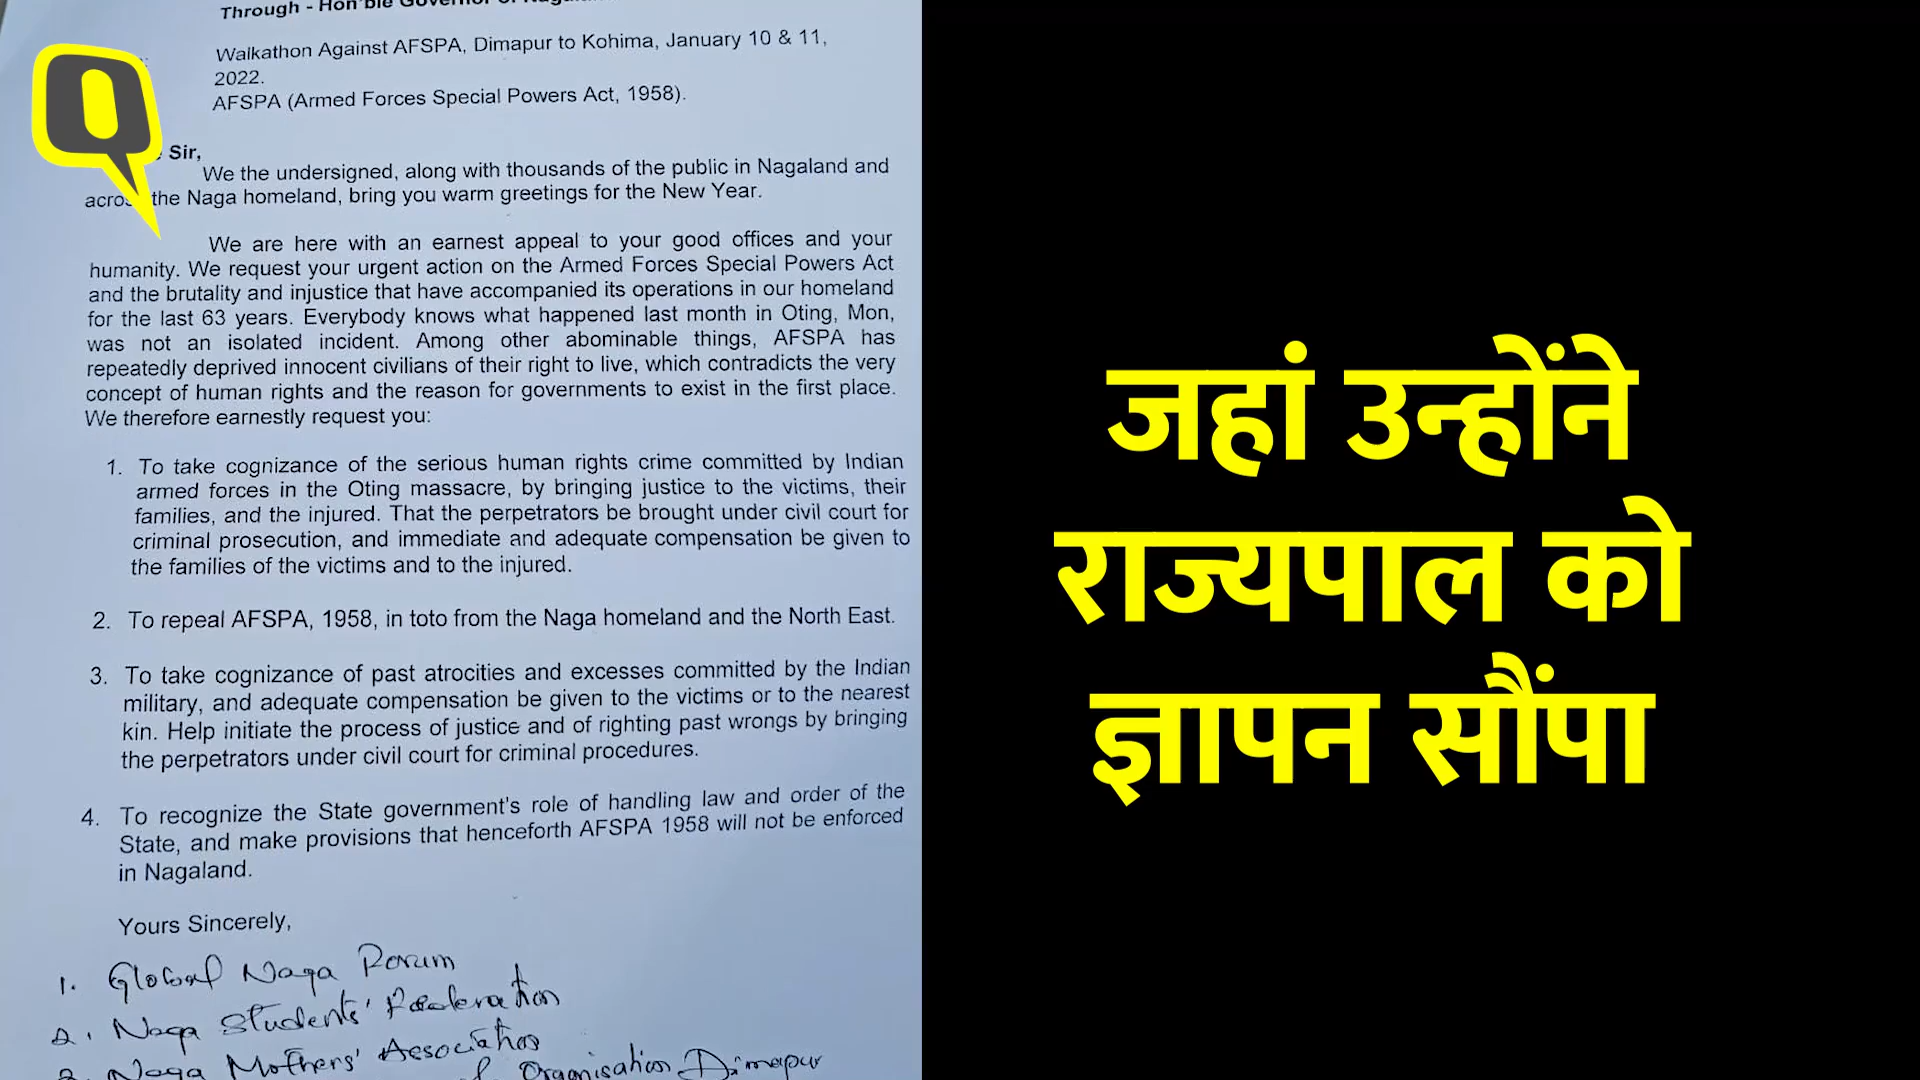 Through - Hon'ble Governor of
Walkathon Against AFSPA, Dimapur to Kohima, January 10 & 11,
2022.
AFSPA (Armed Forces Special Powers Act, 1958).
Sir,
We the undersigned, along with thousands of the public in Nagaland and
the Naga homeland, bring you warm greetings for the New Year.
We are here with an earnest appeal to your good offices and your
humanity. We request your urgent action on the Armed Forces Special Powers Act
and the brutality and injustice that have accompanied its operations in our homeland
for the last 63 years. Everybody knows what happened last month in Oting, Mon,
was not an isolated incident. Among other abominable things, AFSPA has
repeatedly deprived innocent civilians of their right to live, which contradicts the very
concept of human rights and the reason for governments to exist in the first place.
We therefore earnestly request you:
1. To take cognizance of the serious human rights crime committed by Indian
armed forces in the Oting massacre, by bringing justice to the victims, their
families, and the injured. That the perpetrators be brought under civil court for
criminal prosecution, and immediate and adequate compensation be given to
the families of the victims and to the injured.
2. To repeal AFSPA, 1958, in toto from the Naga homeland and the North East.
3. To take cognizance of past atrocities and excesses committed by the Indian
military, and adequate compensation be given to the victims or to the nearest
kin. Help initiate the process of justice and of righting past wrongs by bringing
the perpetrators under civil court for criminal procedures.
4. To recognize the State government's role of handling law and order of the
State, and make provisions that henceforth AFSPA 1958 will not be enforced
in Nagaland.
Yours Sincerely,
1. Global Naga Forum
2. Naga Students' Federation
3. Naga Mothers' Association
Organisation Dimapur
जहां उन्होंने
राज्यपाल को
ज्ञापन सौंपा